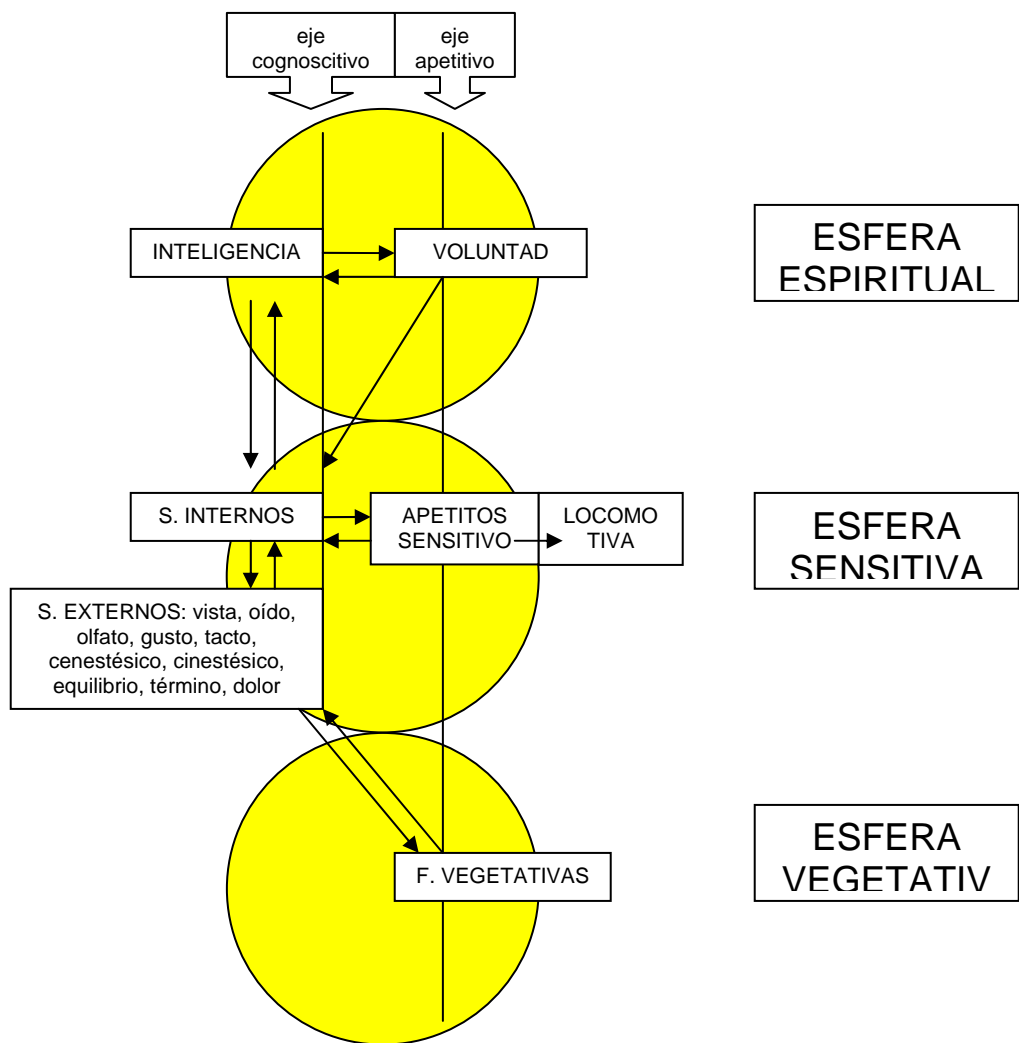 eje
cognoscitivo
eje
apetitivo
INTELIGENCIA
VOLUNTAD
ESFERA
ESPIRITUAL
S. INTERNOS
APETITOS
SENSITIVO
LOCOMO
TIVA
ESFERA
SENSITIVA
S. EXTERNOS: vista, oído,
olfato, gusto, tacto,
cenestésico, cinestésico,
equilibrio, término, dolor
F. VEGETATIVAS
ESFERA
VEGETATIV